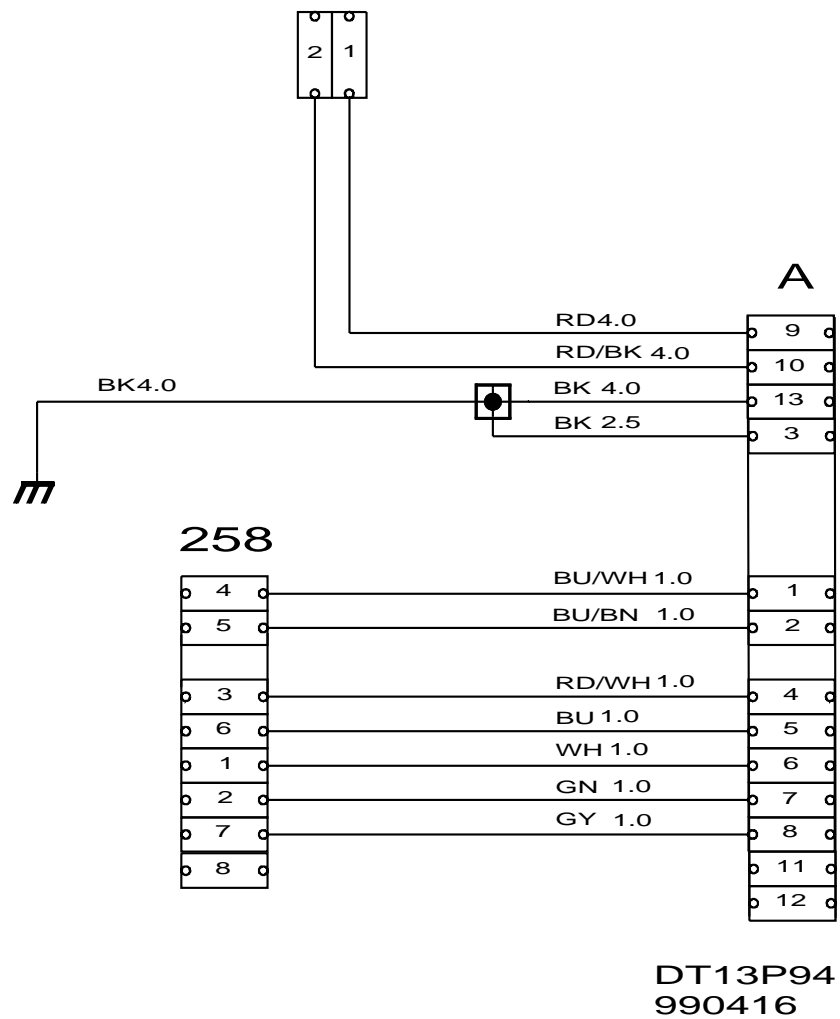 2 1
A
RD4.0 9
RD/BK 4.0 10
BK4.0 BK 4.0 13
BK 2.5 3
258
4 BU/WH 1.0 1
5 BU/BN 1.0 2
3 RD/WH 1.0 4
6 BU 1.0 5
1 WH 1.0 6
2 GN 1.0 7
7 GY 1.0 8
8 11
12
DT13P94
990416